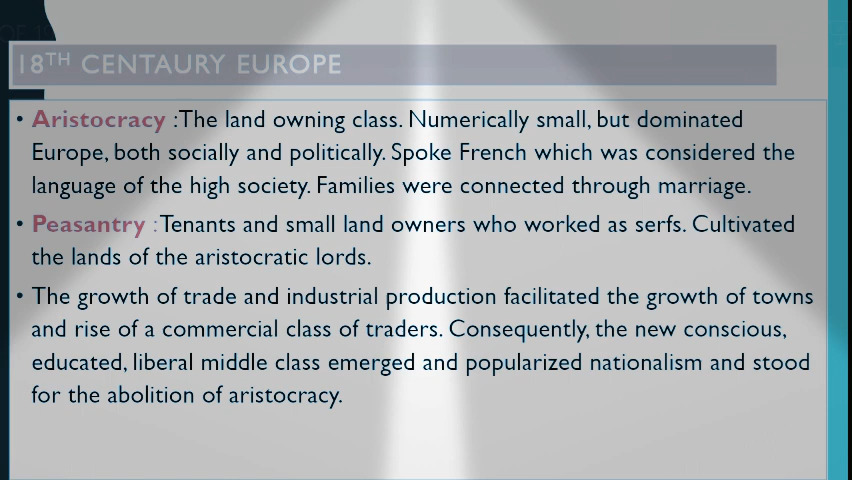 18TH CENTAURY EUROPE
• Aristocracy :The land owning class. Numerically small, but dominated
Europe, both socially and politically. Spoke French which was considered the
language of the high society. Families were connected through marriage.
• Peasantry : Tenants and small land owners who worked as serfs. Cultivated
the lands of the aristocratic lords.
• The growth of trade and industrial production facilitated the growth of towns
and rise of a commercial class of traders. Consequently, the new conscious,
educated, liberal middle class emerged and popularized nationalism and stood
for the abolition of aristocracy.